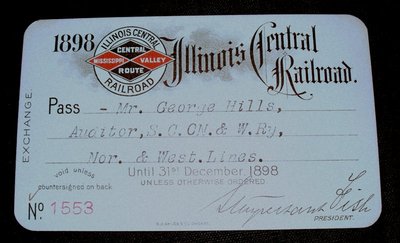 1898
ILLINOIS CENTRAL
CENTRAL
MISSISSIPPI VALLEY
ROUTE
RAILROAD
Illinois Central
Railroad.
EXCHANGE
Pass - Mr. George Hills,
Auditor, S. C. ON. & W. Ry,
Nor. & West. Lines.
Until 31st December 1898
UNLESS OTHERWISE ORDERED
void unless
countersigned on back
No 1553
Stuyvesant Fish
PRESIDENT.